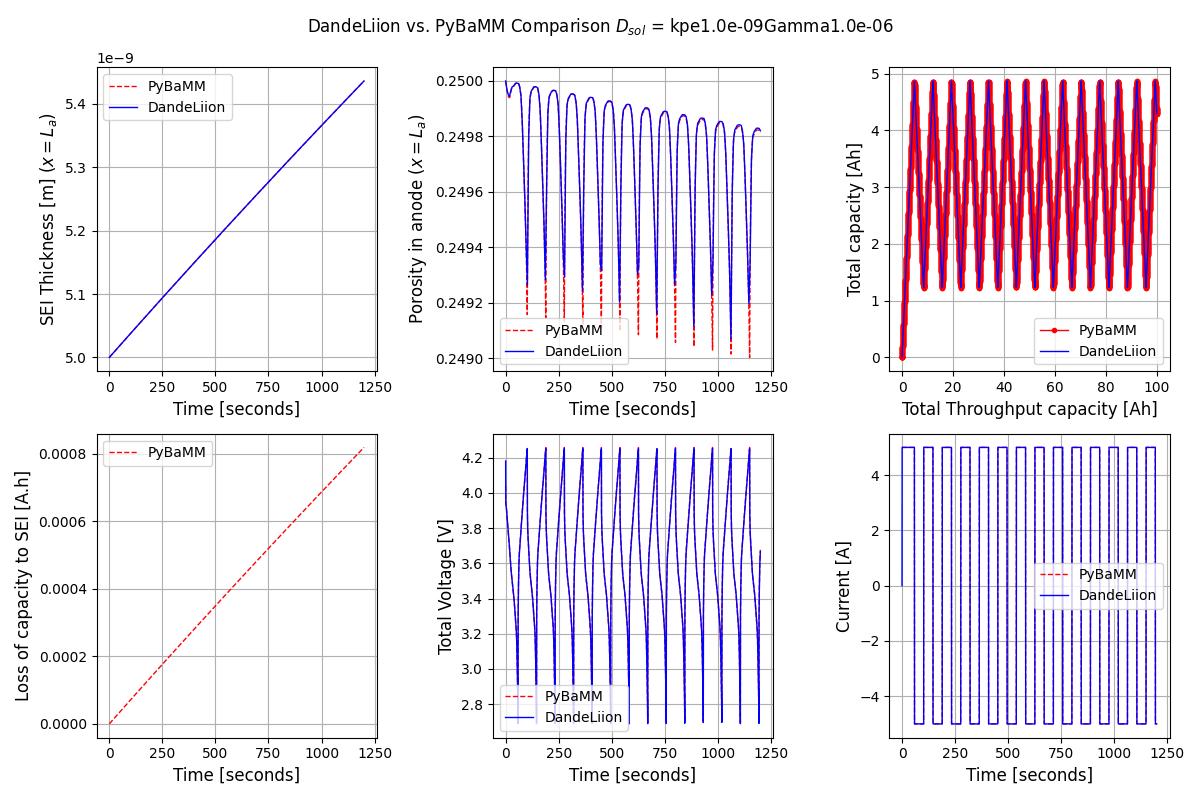 DandeLiion vs. PyBaMM Comparison $D_{sol}$ = kpe1.0e-09Gamma1.0e-06
1e−9
5.4
5.3
5.2
5.1
5.0
SEI Thickness [m] (x = L_a)
PyBaMM
DandeLiion
0 250 500 750 1000 1250
Time [seconds]
0.2500
0.2498
0.2496
0.2494
0.2492
0.2490
Porosity in anode (x = L_a)
PyBaMM
DandeLiion
0 250 500 750 1000 1250
Time [seconds]
5
4
3
2
1
0
Total capacity [Ah]
PyBaMM
DandeLiion
0 20 40 60 80 100
Total Throughput capacity [Ah]
0.0008
0.0006
0.0004
0.0002
0.0000
Loss of capacity to SEI [A.h]
PyBaMM
0 250 500 750 1000 1250
Time [seconds]
4.2
4.0
3.8
3.6
3.4
3.2
3.0
2.8
Total Voltage [V]
PyBaMM
DandeLiion
0 250 500 750 1000 1250
Time [seconds]
4
2
0
−2
−4
Current [A]
PyBaMM
DandeLiion
0 250 500 750 1000 1250
Time [seconds]